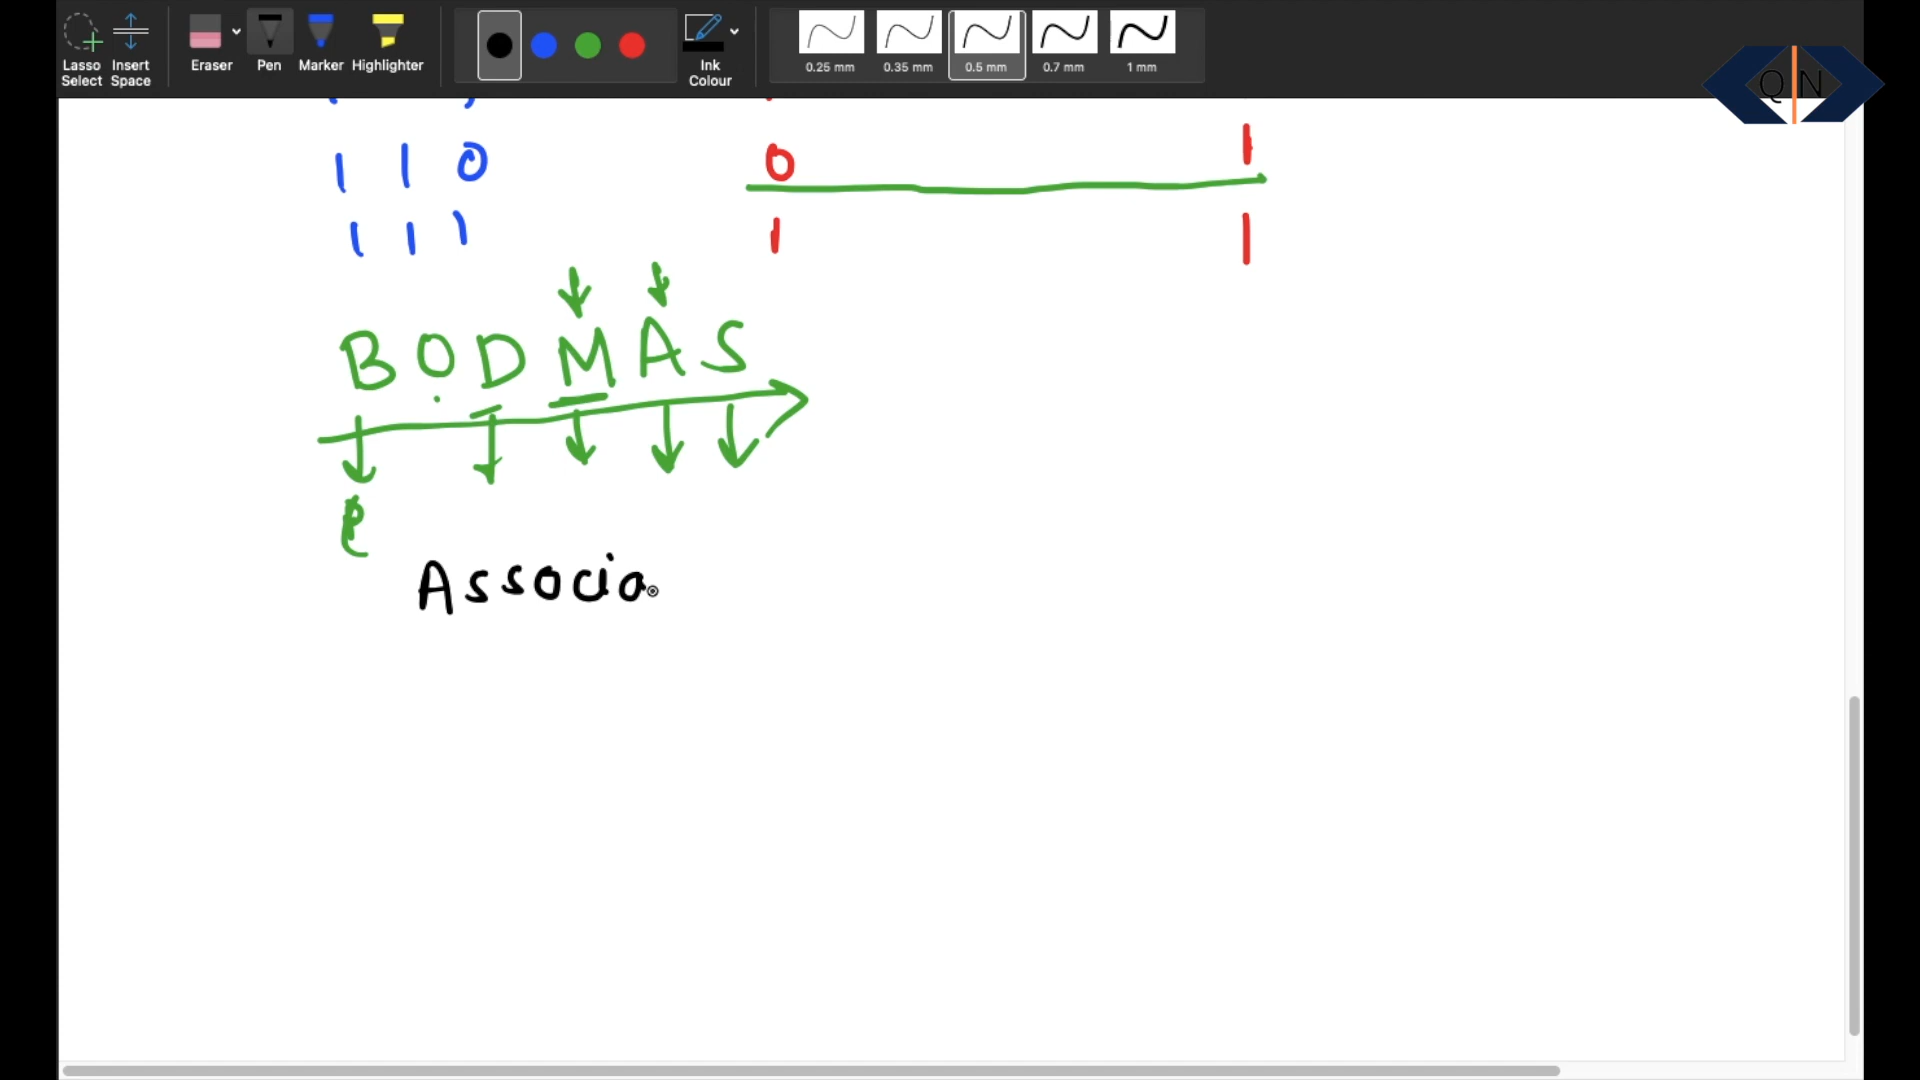 Lasso Select
Insert Space
Eraser
Pen
Marker
Highlighter
Ink Colour
0.25 mm
0.35 mm
0.5 mm
0.7 mm
1 mm
Q N
1 1 0 0 1
1 1 1 1 1
B O D M A S
Associa